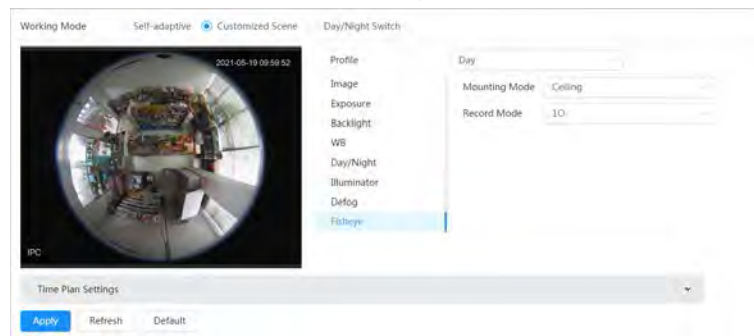 Working Mode Self-adaptive Customized Scene Day/Night Switch
2021-05-19 09:59:52
IPC
Profile Day
Image
Exposure
Backlight
WB
Day/Night
Illuminator
Defog
Fisheye
Mounting Mode Ceiling
Record Mode 1O
Time Plan Settings
Apply Refresh Default